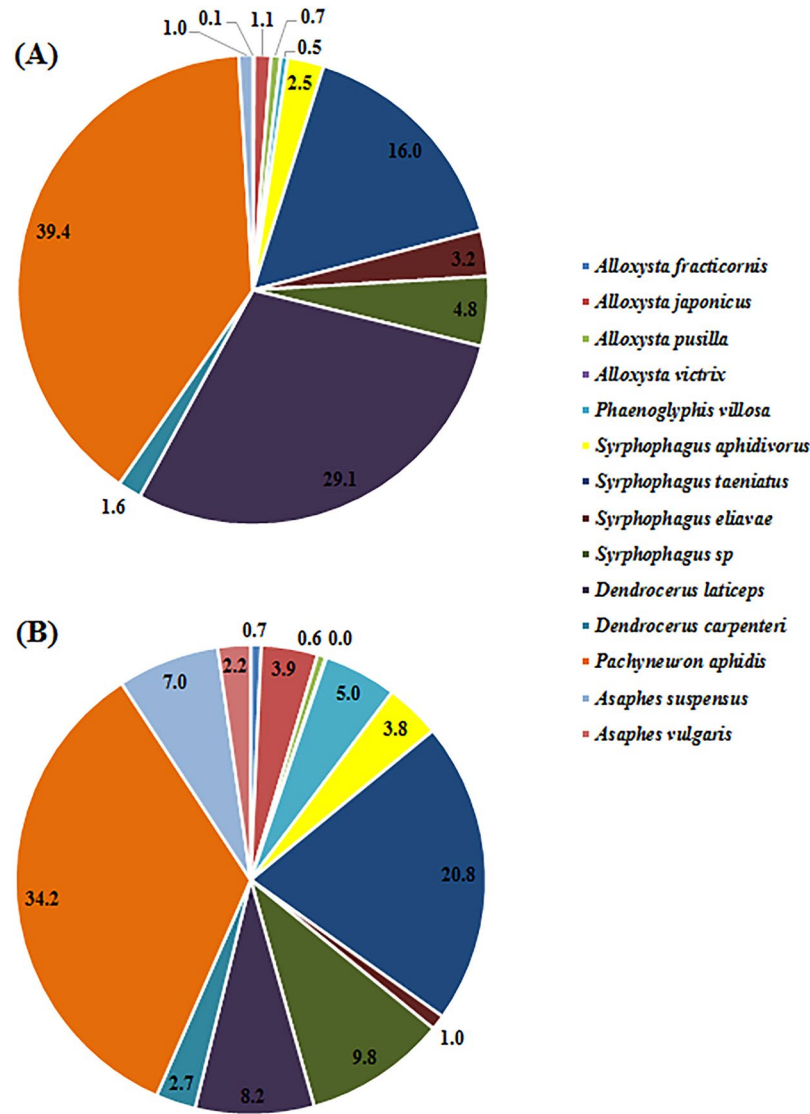 (A)
1.0
0.1
1.1
0.7
0.5
2.5
16.0
3.2
4.8
29.1
1.6
39.4
Alloxysta fracticornis
Alloxysta japonicus
Alloxysta pusilla
Alloxysta victrix
Phaenoglyphis villosa
Syrphophagus aphidivorus
Syrphophagus taeniatus
Syrphophagus eliavae
Syrphophagus sp
Dendrocerus laticeps
Dendrocerus carpenteri
Pachyneuron aphidis
Asaphes suspensus
Asaphes vulgaris
(B)
0.7
3.9
0.6
0.0
5.0
3.8
20.8
1.0
9.8
8.2
2.7
34.2
7.0
2.2